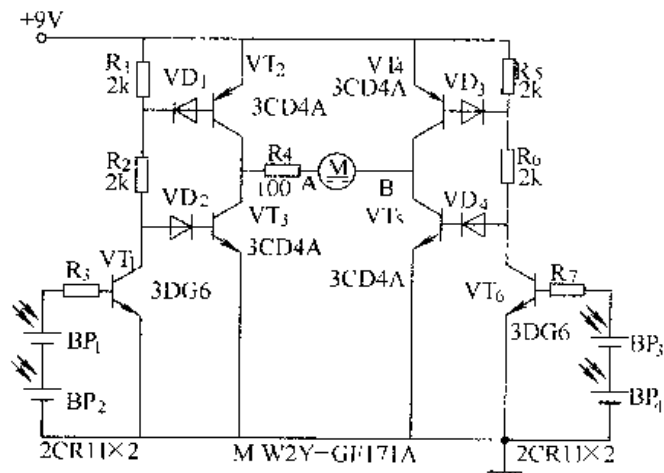 +9V
R1
2k
VD1
VT2
3CD4A
VT4
3CD4A
VD3
R5
2k
R2
2k
R4
100
A
M
B
R6
2k
VD2
VT3
3CD4A
VT5
3CD4A
VD4
VT1
R3
3DG6
VT6
R7
3DG6
BP1
BP2
BP3
BP4
2CR11×2
M W2Y-GF171A
2CR11×2